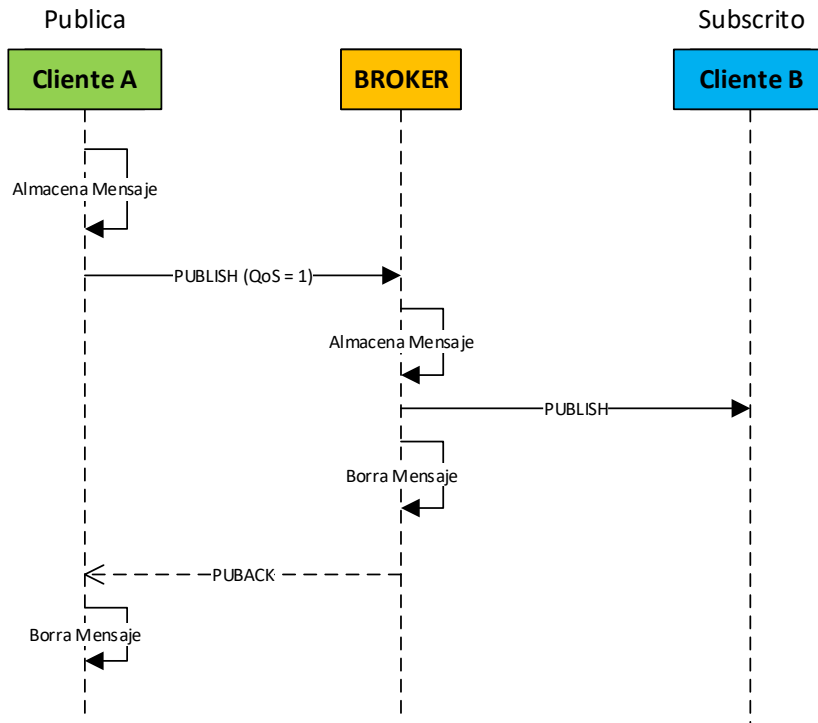 Publica
Subscrito
Cliente A
BROKER
Cliente B
Almacena Mensaje
PUBLISH (QoS = 1)
Almacena Mensaje
PUBLISH
Borra Mensaje
PUBACK
Borra Mensaje